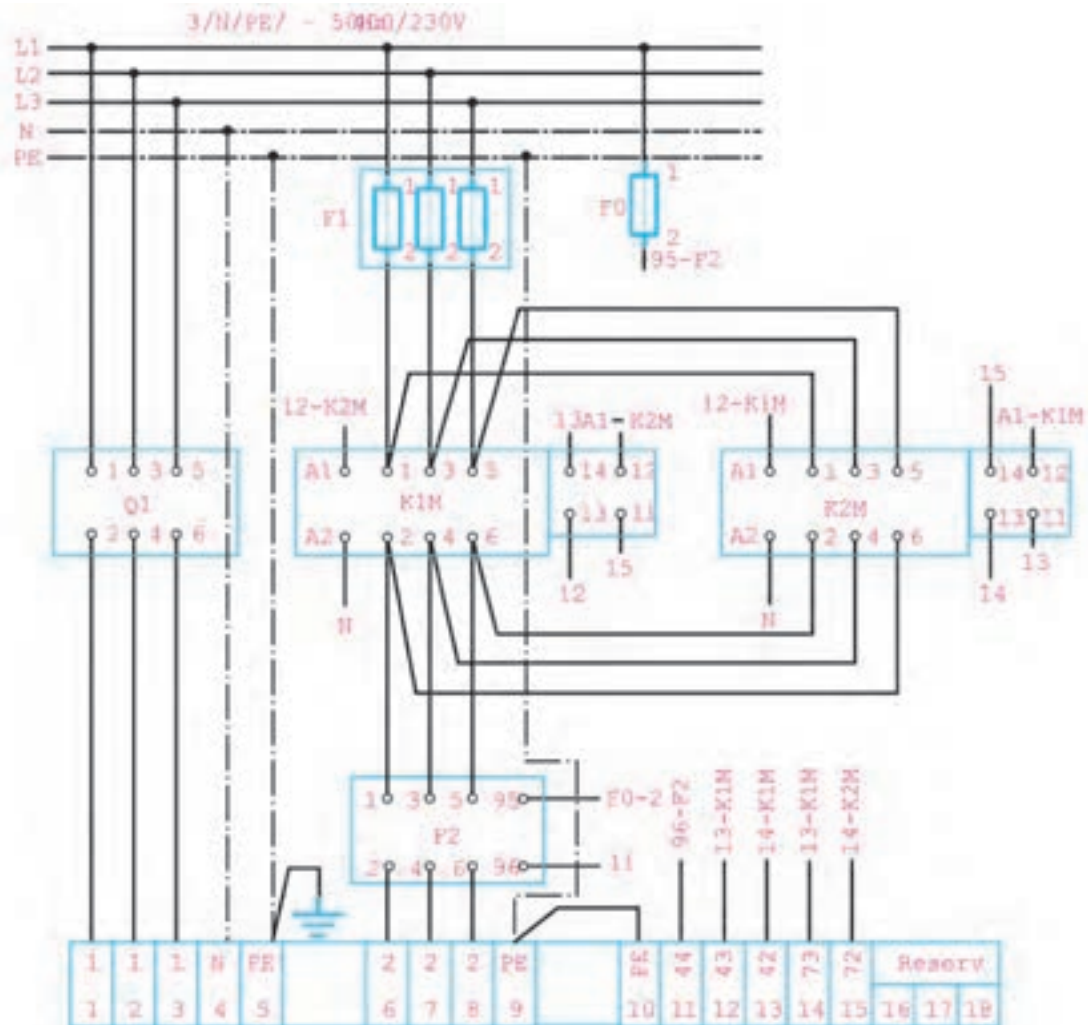 3/N/PE/ - 50Hz 400/230V
L1
L2
L3
N
PE
F1
1 1 1
2 2 2
F0
1
2
95-F2
12-K2M
13 A1-K2M
12-K1M
15
A1-K1M
1 3 5
Q1
2 4 6
A1 1 3 5
K1M
A2 2 4 6
14 12
13 11
A1 1 3 5
K2M
A2 2 4 6
14 12
13 11
N
12
15
N
14
13
1 3 5 95
F2
2 4 6 96
F0-2
11
96-F2
13-K1M
14-K1M
13-K1M
14-K2M
1 1 1 N PE 2 2 2 PE PE 44 43 42 73 72 Reserv
1 2 3 4 5 6 7 8 9 10 11 12 13 14 15 16 17 18